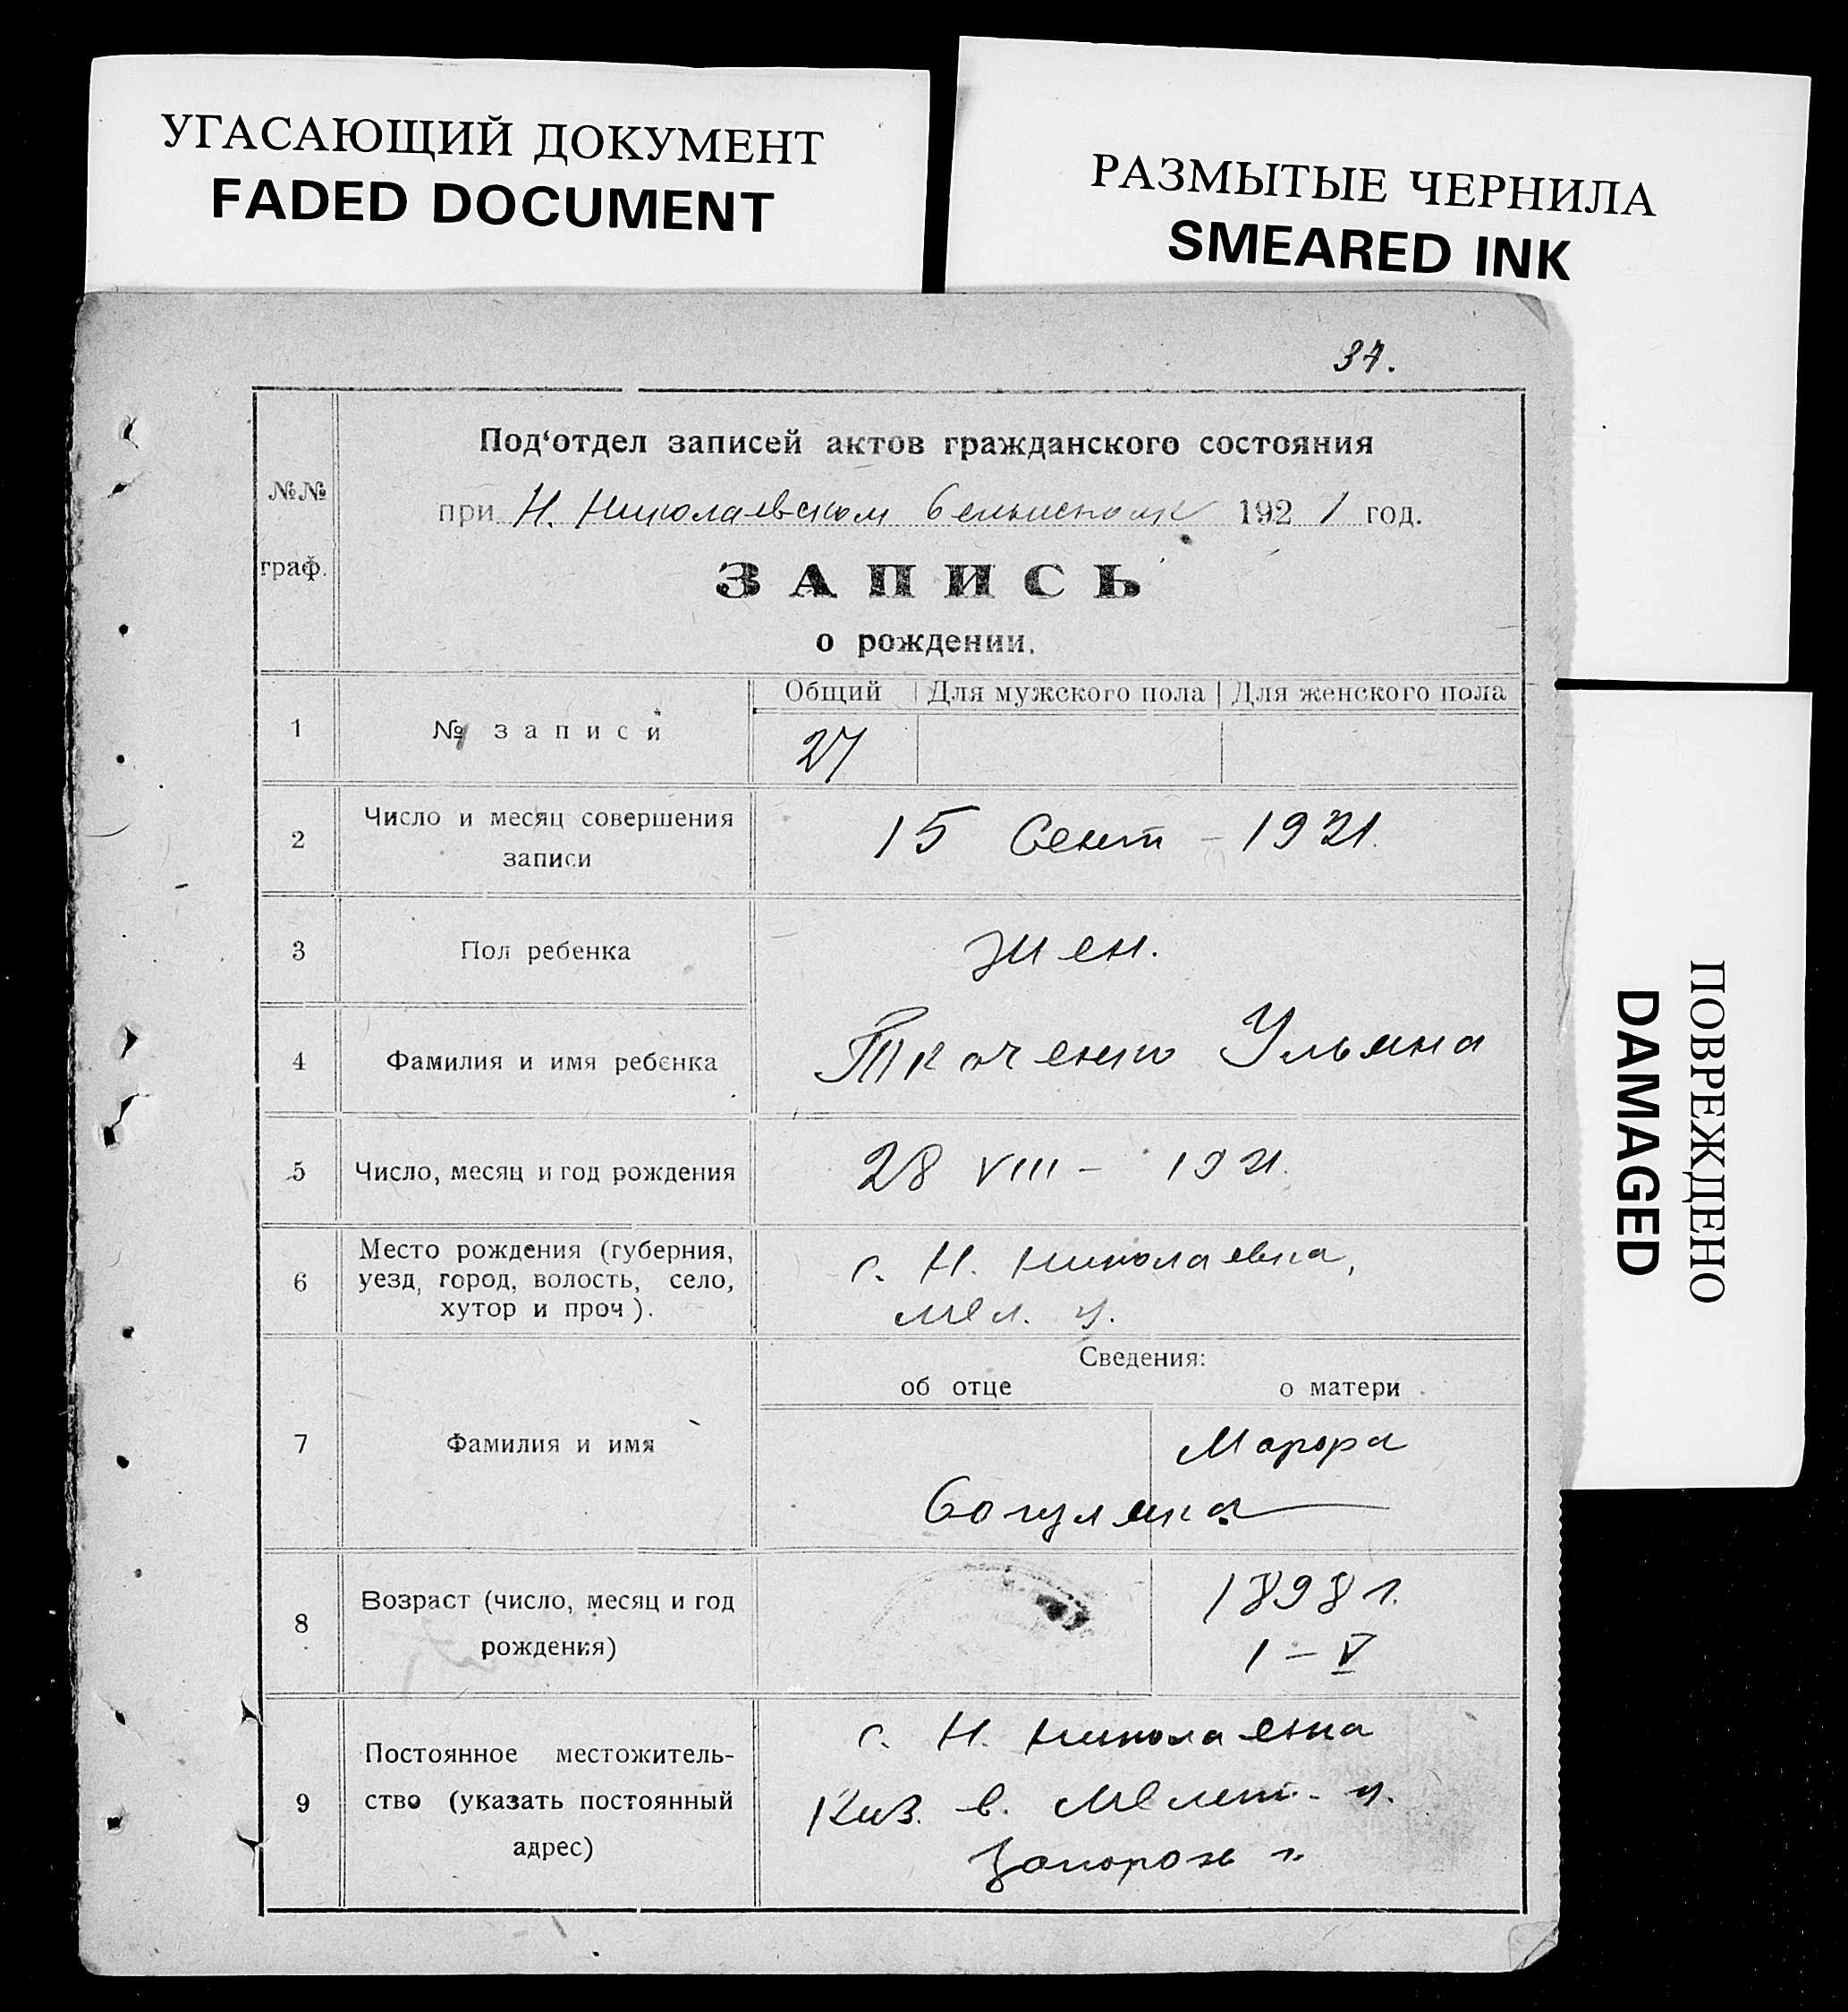 УГАСАЮЩИЙ ДОКУМЕНТ
FADED DOCUMENT
РАЗМЫТЫЕ ЧЕРНИЛА
SMEARED INK
ПОВРЕЖДЕНО
DAMAGED
37.
№№ граф.
Под‘отдел записей актов гражданского состояния
при Н. Николаевском 1921 год.
ЗАПИСЬ
о рождении.
Общий Для мужского пола Для женского пола
1 № записи 27
2 Число и месяц совершения
записи
15 Сент - 1921.
3 Пол ребенка жен.
4 Фамилия и имя ребенка Ткаченко Ульяна
5 Число, месяц и год рождения 28 VIII - 1921.
6 Место рождения (губерния,
уезд, город, волость, село,
хутор и проч).
с. Н. Николаевка,
Мел. у.
Сведения:
об отце о матери
7 Фамилия и имя
8 Возраст (число, месяц и год
рождения)
1898 г.
1 - V
9 Постоянное местожитель-
ство (указать постоянный
адрес)
с. Н. Николаевка
Киз. в. Мелит. у.
Запорож г.